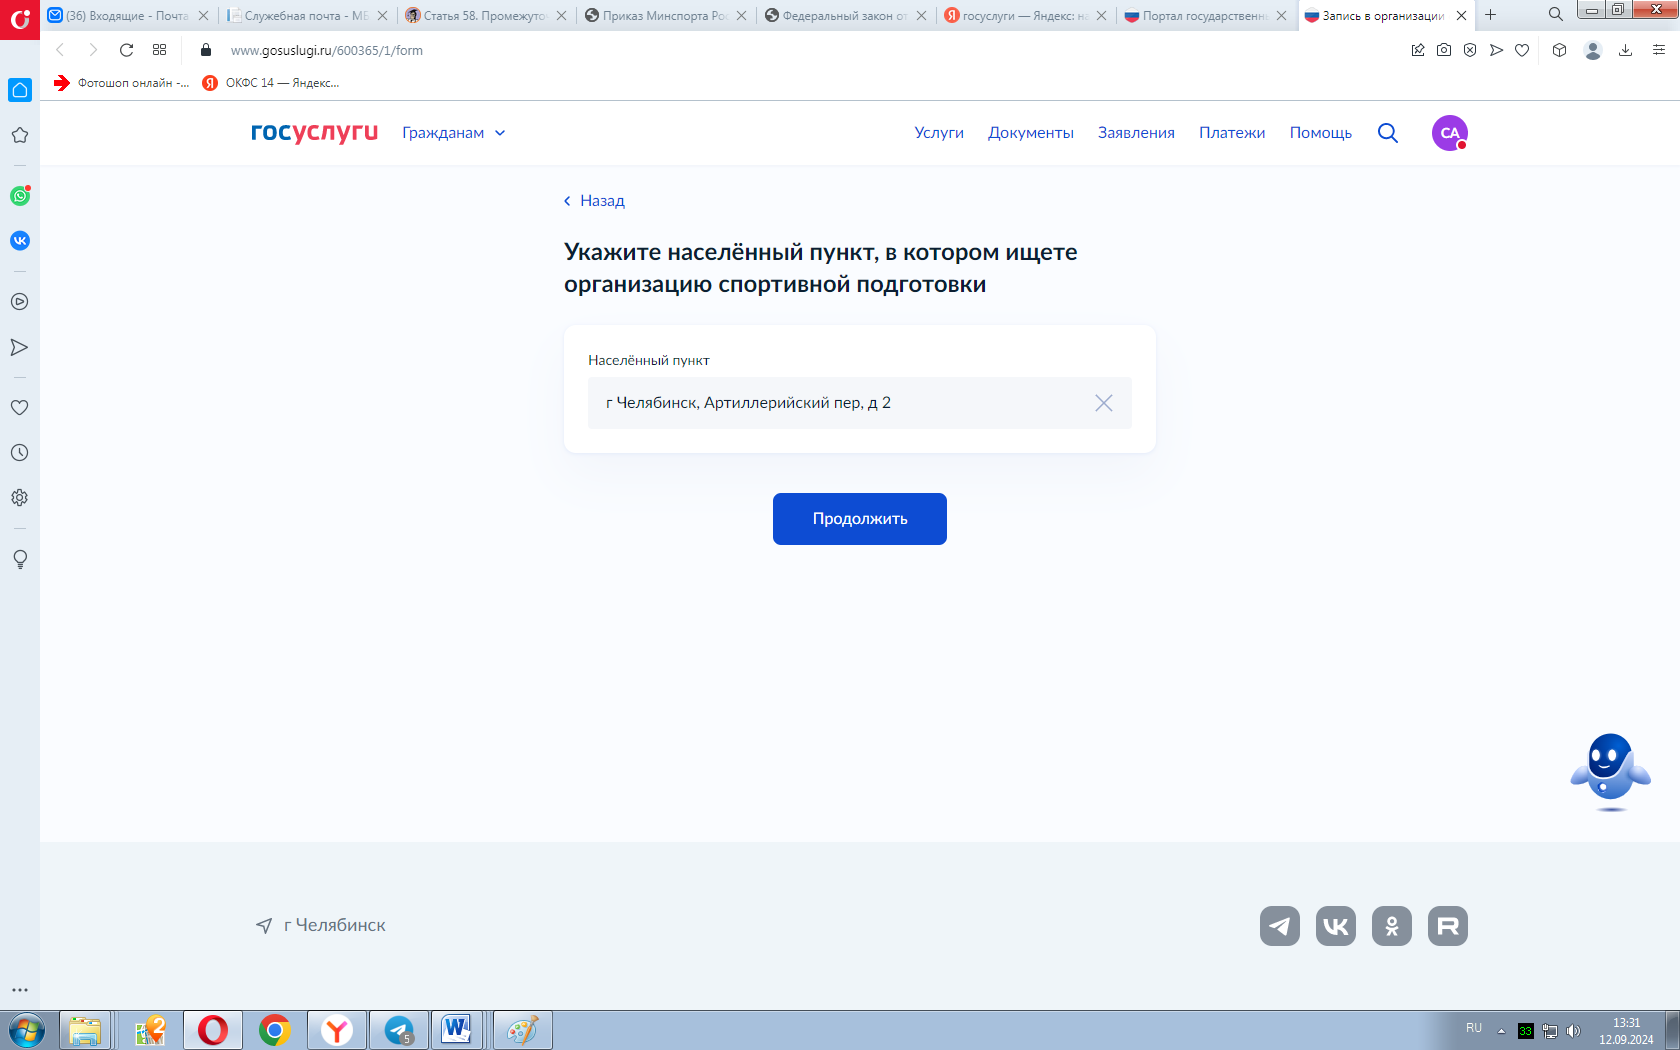 (36) Входящие - Почта
Служебная почта - МБ
Статья 58. Промежуто
Приказ Минспорта Ро
Федеральный закон от
госуслуги — Яндекс: на
Портал государственн
Запись в организации
www.gosuslugi.ru/600365/1/form
Фотошоп онлайн -...
ОКФС 14 — Яндекс...
госуслуги
Гражданам
Услуги
Документы
Заявления
Платежи
Помощь
СА
Назад
Укажите населённый пункт, в котором ищете
организацию спортивной подготовки
Населённый пункт
г Челябинск, Артиллерийский пер, д 2
Продолжить
г Челябинск
RU
33
13:31
12.09.2024